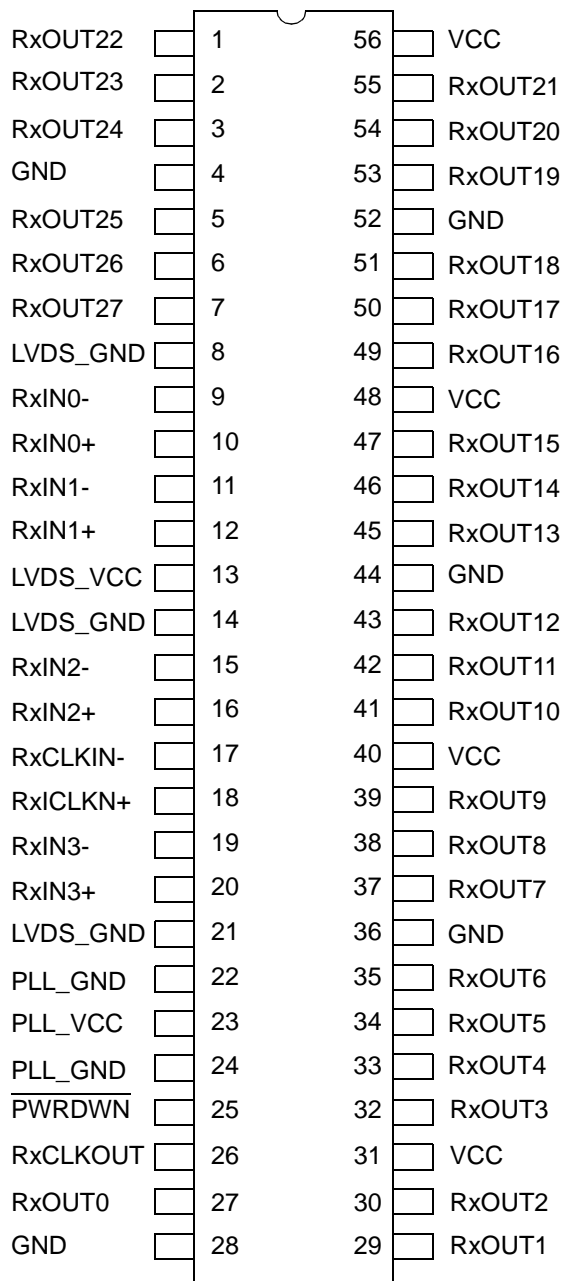 RxOUT22 1 56 VCC
RxOUT23 2 55 RxOUT21
RxOUT24 3 54 RxOUT20
GND 4 53 RxOUT19
RxOUT25 5 52 GND
RxOUT26 6 51 RxOUT18
RxOUT27 7 50 RxOUT17
LVDS_GND 8 49 RxOUT16
RxIN0- 9 48 VCC
RxIN0+ 10 47 RxOUT15
RxIN1- 11 46 RxOUT14
RxIN1+ 12 45 RxOUT13
LVDS_VCC 13 44 GND
LVDS_GND 14 43 RxOUT12
RxIN2- 15 42 RxOUT11
RxIN2+ 16 41 RxOUT10
RxCLKIN- 17 40 VCC
RxICLKN+ 18 39 RxOUT9
RxIN3- 19 38 RxOUT8
RxIN3+ 20 37 RxOUT7
LVDS_GND 21 36 GND
PLL_GND 22 35 RxOUT6
PLL_VCC 23 34 RxOUT5
PLL_GND 24 33 RxOUT4
PWRDWN 25 32 RxOUT3
RxCLKOUT 26 31 VCC
RxOUT0 27 30 RxOUT2
GND 28 29 RxOUT1